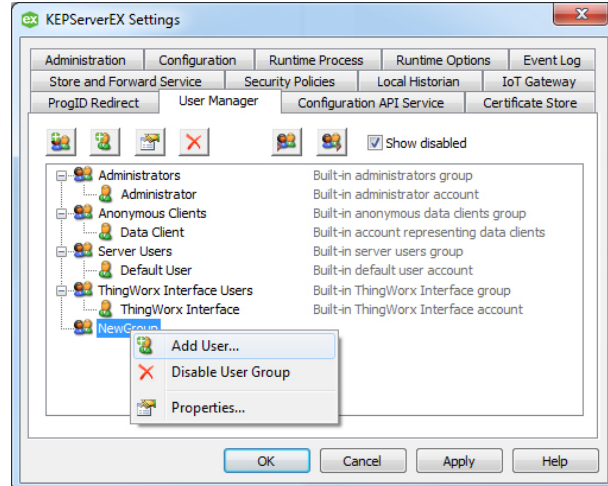 KEPServerEX Settings
Administration Configuration Runtime Process Runtime Options Event Log
Store and Forward Service Security Policies Local Historian IoT Gateway
ProgID Redirect User Manager Configuration API Service Certificate Store
Show disabled
Administrators Built-in administrators group
Administrator Built-in administrator account
Anonymous Clients Built-in anonymous data clients group
Data Client Built-in account representing data clients
Server Users Built-in server users group
Default User Built-in default user account
ThingWorx Interface Users Built-in ThingWorx Interface group
ThingWorx Interface Built-in ThingWorx Interface account
NewGroup
Add User...
Disable User Group
Properties...
OK Cancel Apply Help